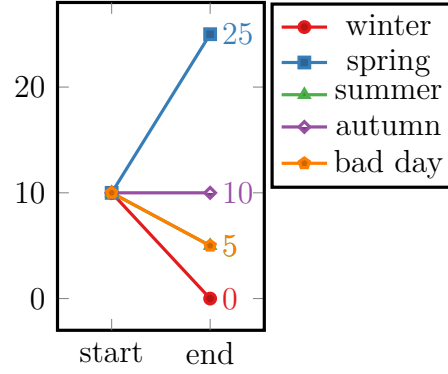 20
10
0
start
end
25
10
5
0
winter
spring
summer
autumn
bad day